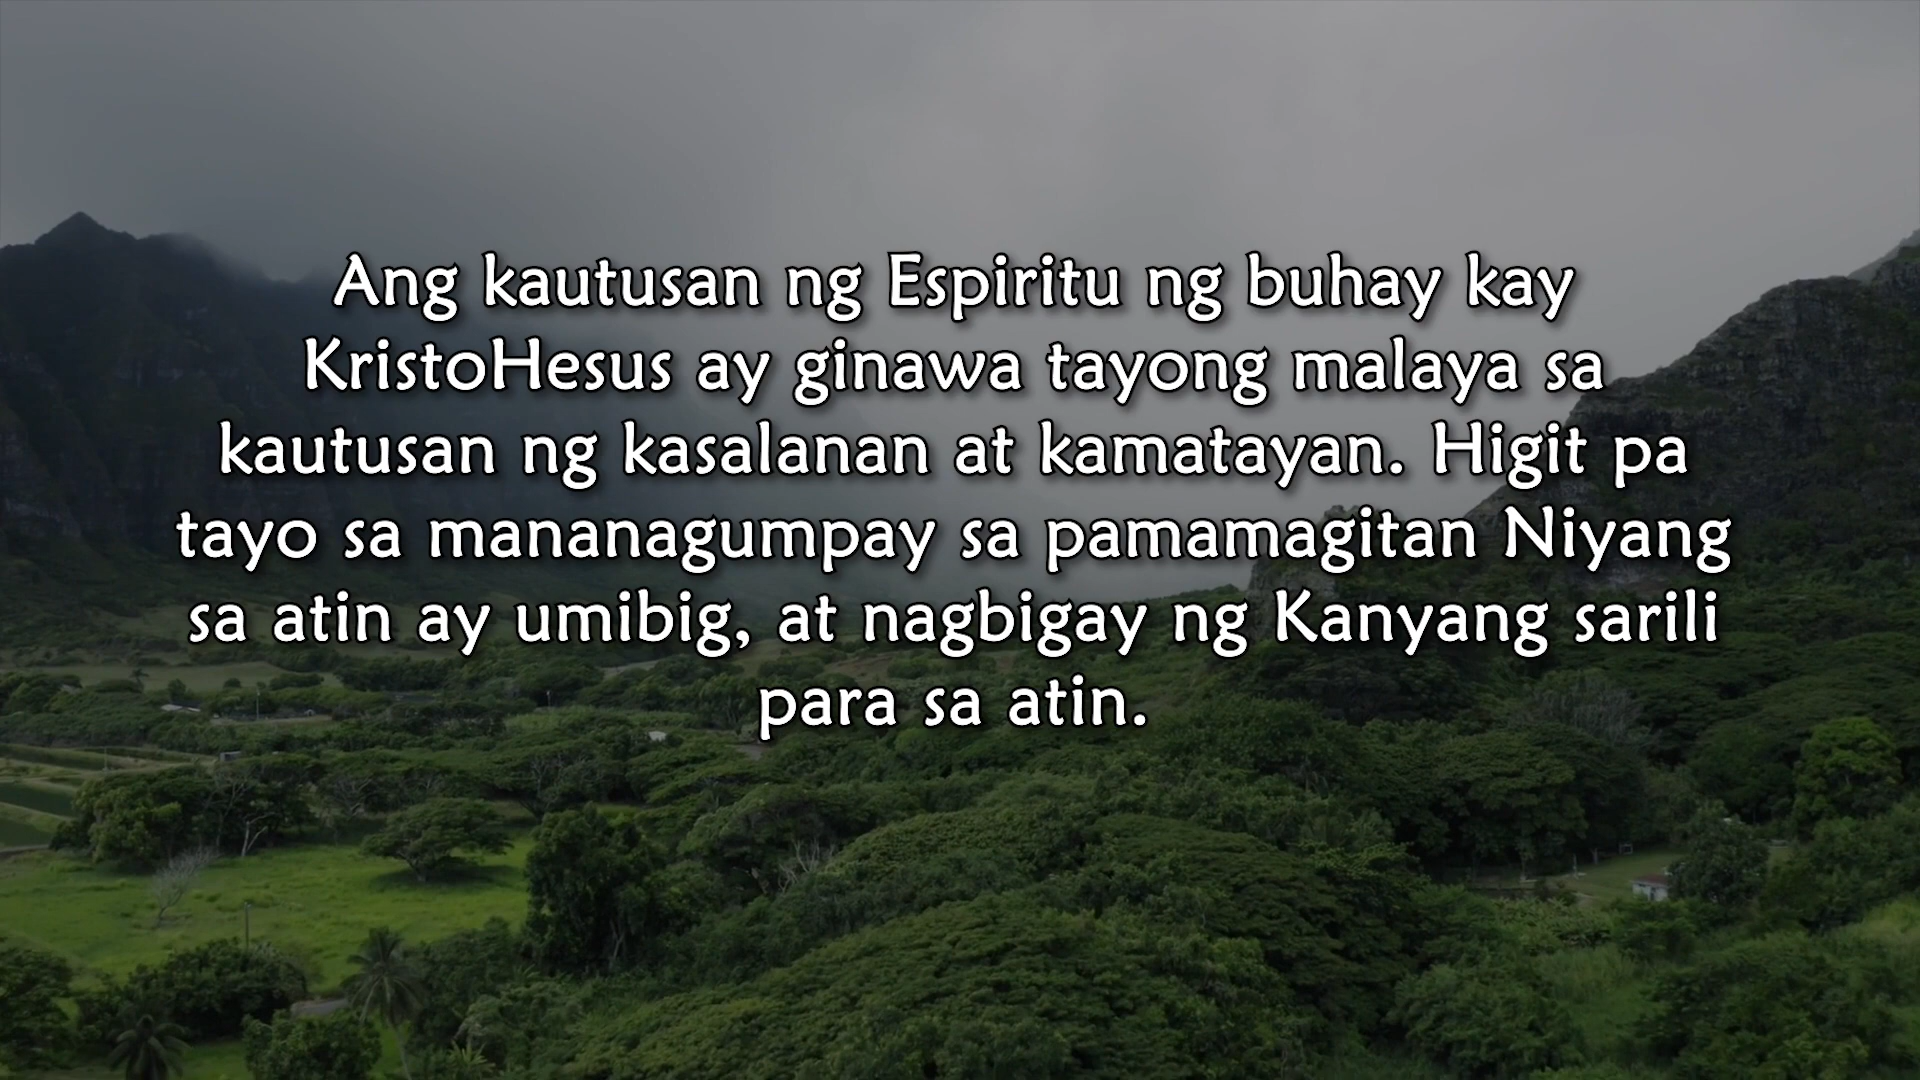 Ang kautusan ng Espiritu ng buhay kay
KristoHesus ay ginawa tayong malaya sa
kautusan ng kasalanan at kamatayan. Higit pa
tayo sa mananagumpay sa pamamagitan Niyang
sa atin ay umibig, at nagbigay ng Kanyang sarili
para sa atin.